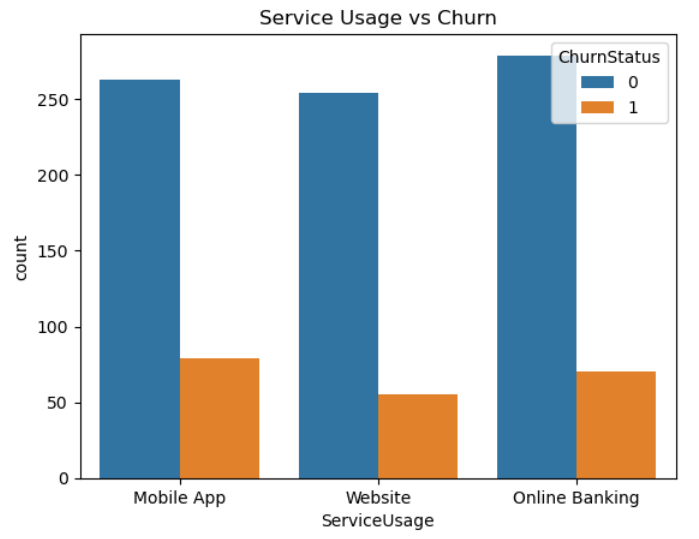 Service Usage vs Churn
ChurnStatus
0
1
count
250
200
150
100
50
0
Mobile App
Website
Online Banking
ServiceUsage